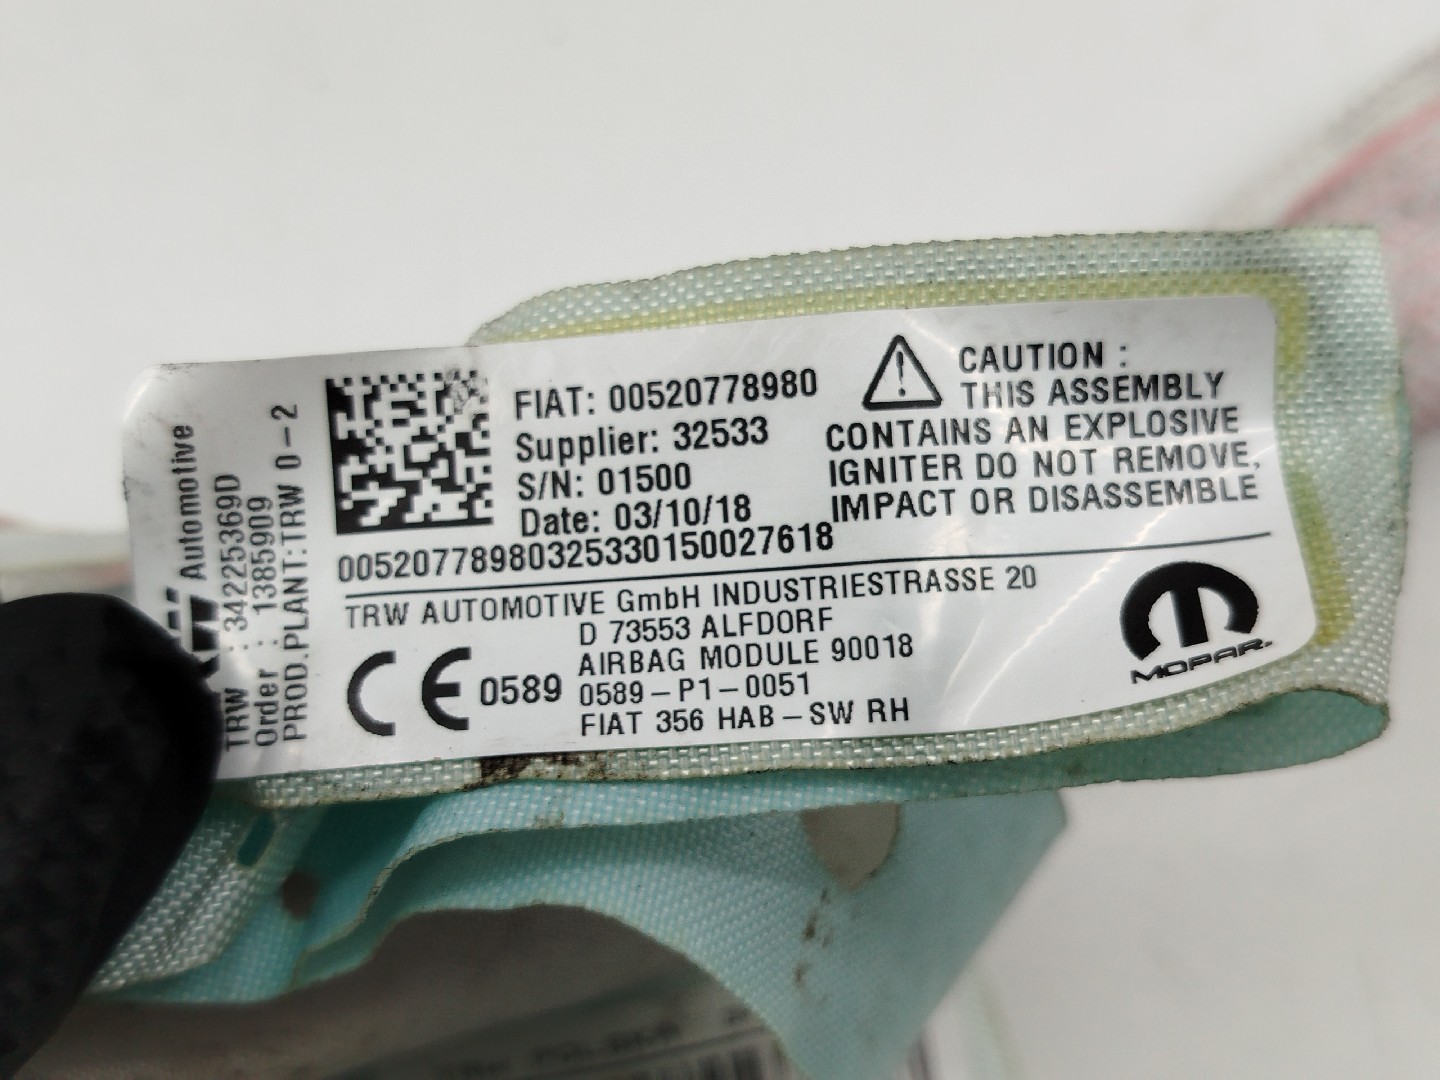 Automotive
TRW : 34225369D
Order : 1385909
PROD.PLANT:TRW 0-2
FIAT: 00520778980
Supplier: 32533
S/N: 01500
Date: 03/10/18
00520778980325330150027618
CAUTION :
THIS ASSEMBLY
CONTAINS AN EXPLOSIVE
IGNITER DO NOT REMOVE,
IMPACT OR DISASSEMBLE
TRW AUTOMOTIVE GmbH INDUSTRIESTRASSE 20
D 73553 ALFDORF
AIRBAG MODULE 90018
CE 0589 0589-P1-0051
FIAT 356 HAB-SW RH
MOPAR.